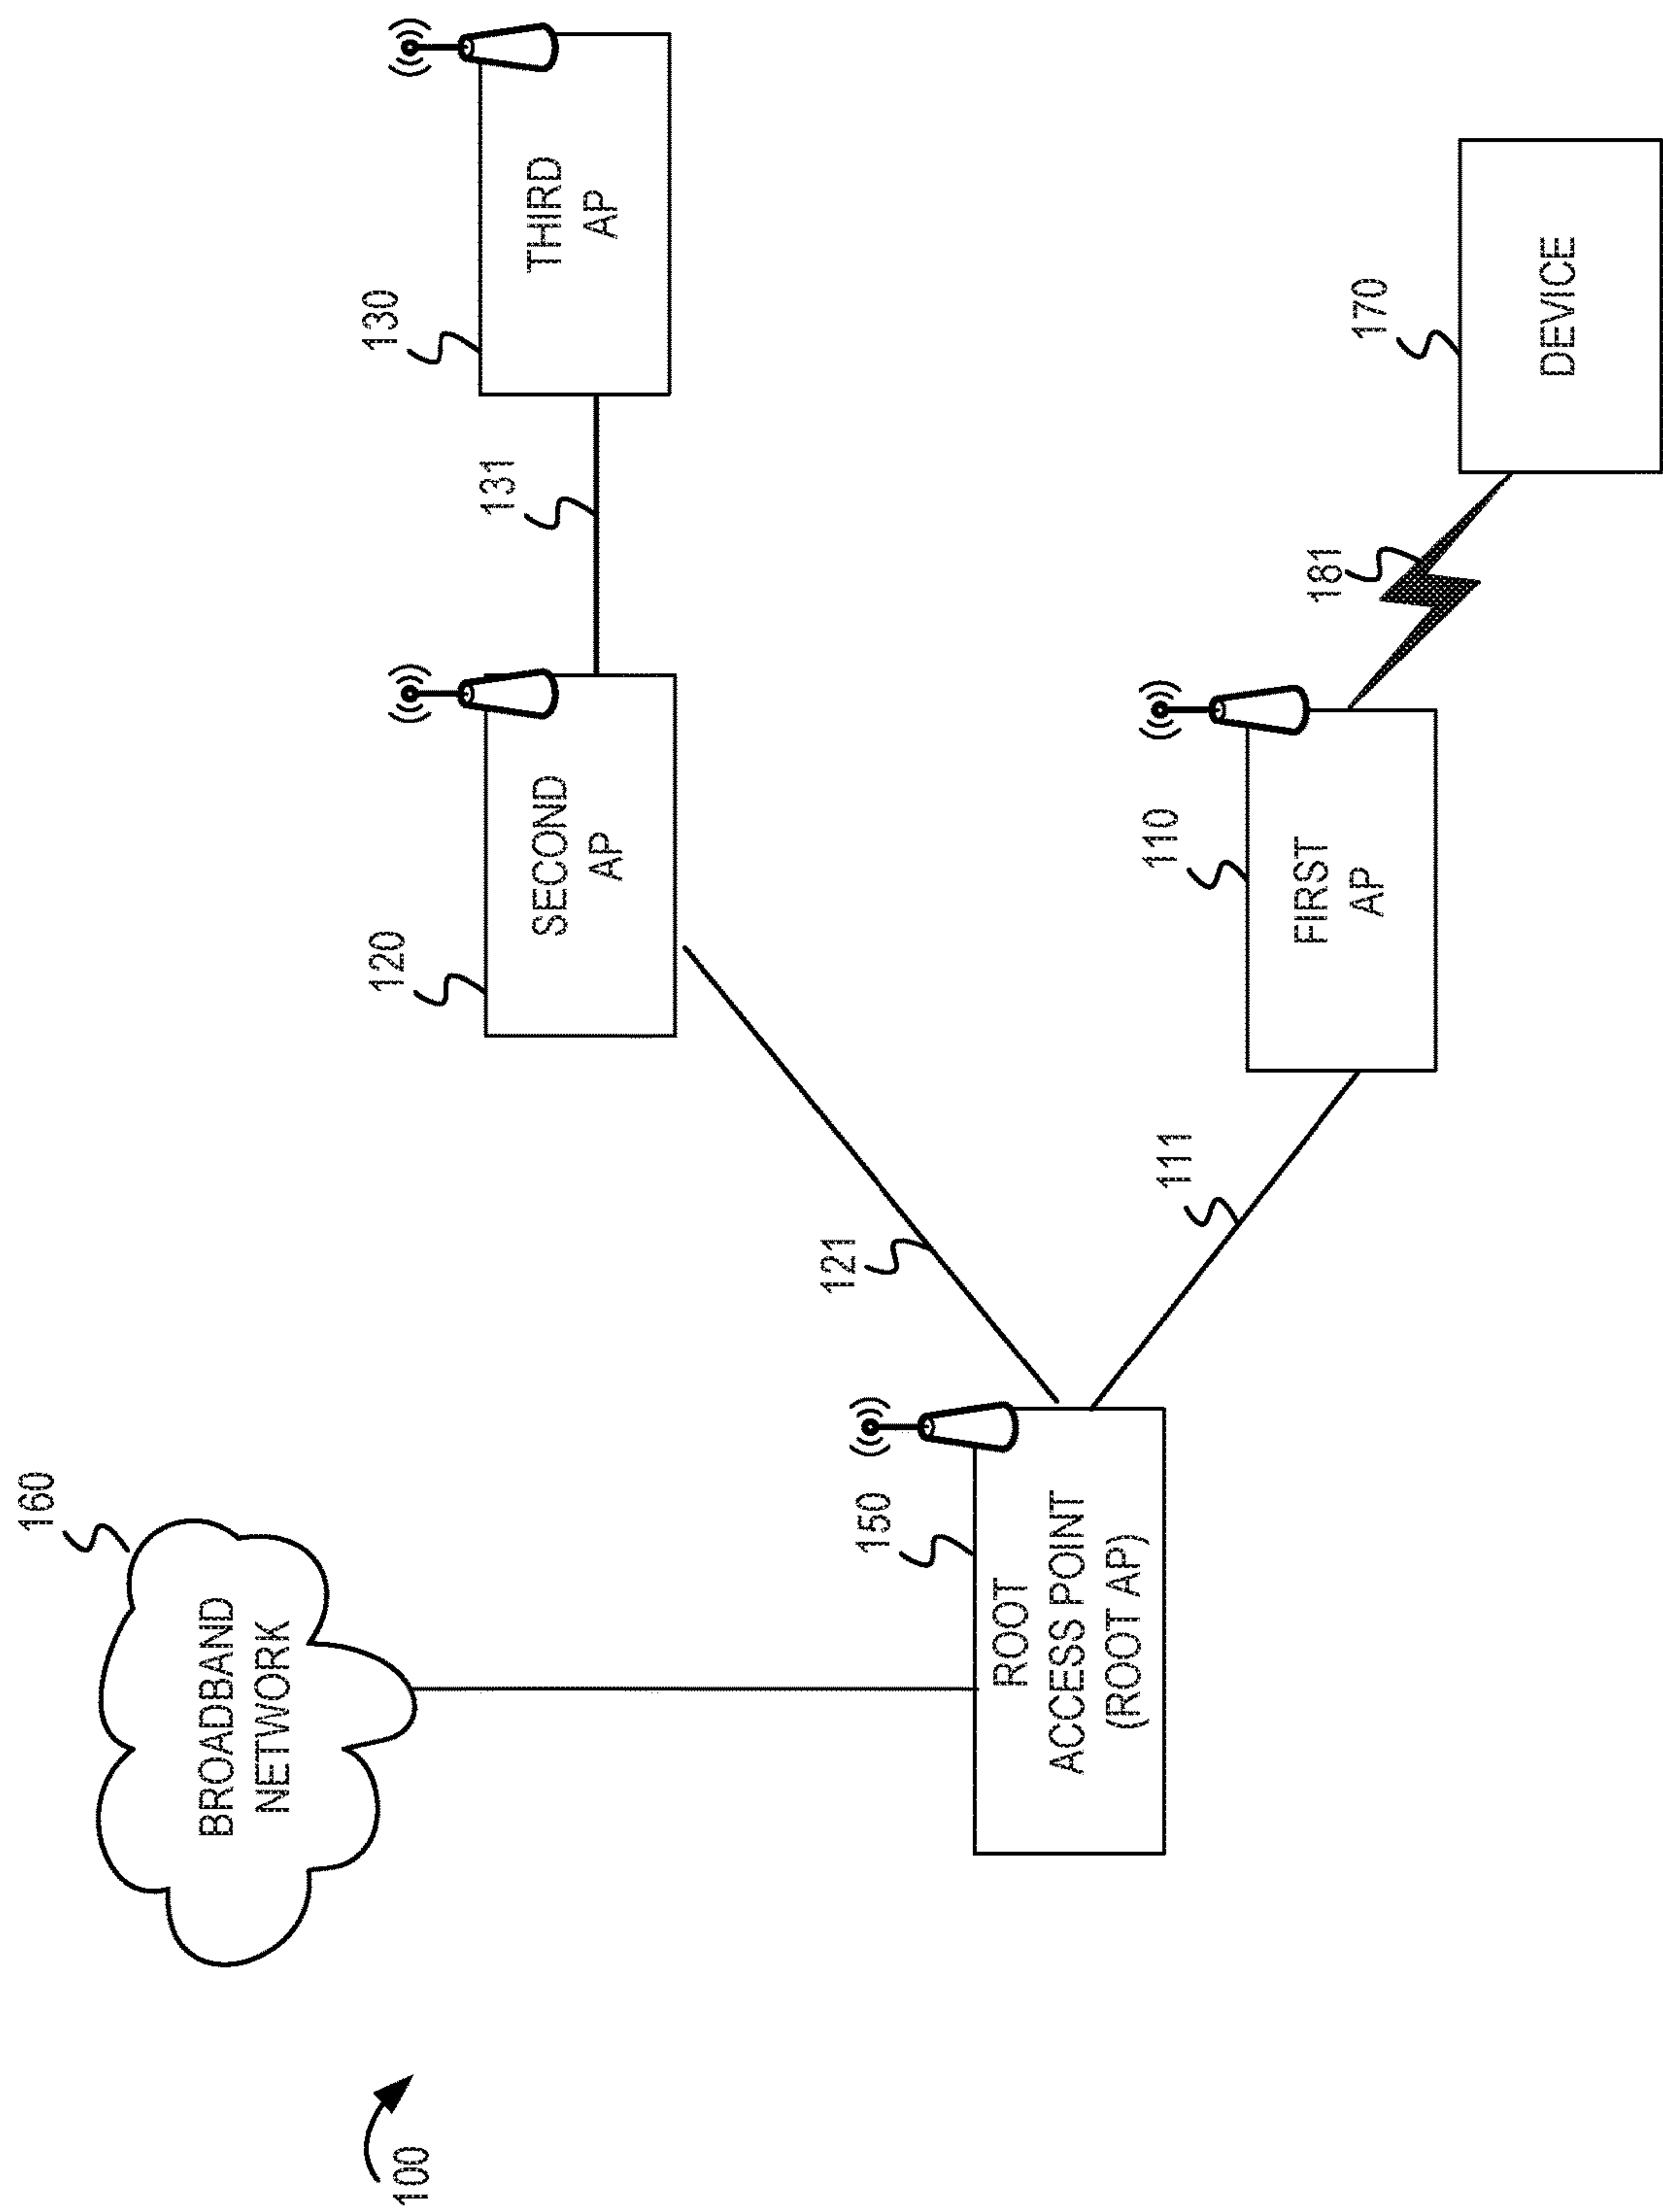 100
160
BROADBAND
NETWORK
150
ROOT
ACCESS POINT
(ROOT AP)
121
111
120
SECOND
AP
131
130
THIRD
AP
110
FIRST
AP
181
170
DEVICE